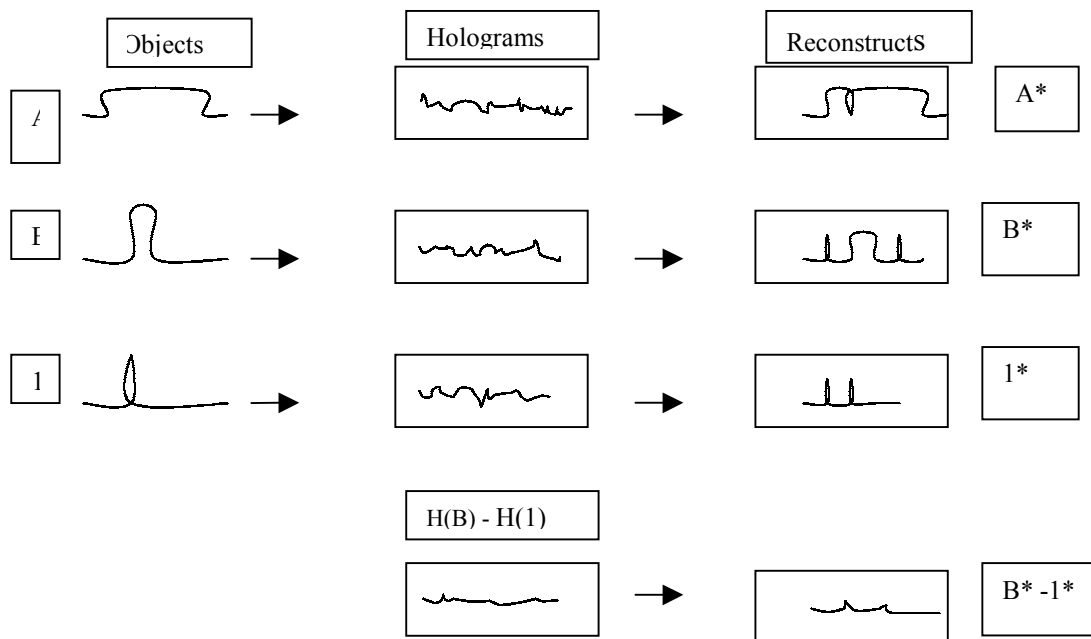 Objects
Holograms
Reconstructs
A
A*
B*
1
1*
H(B) - H(1)
B* -1*